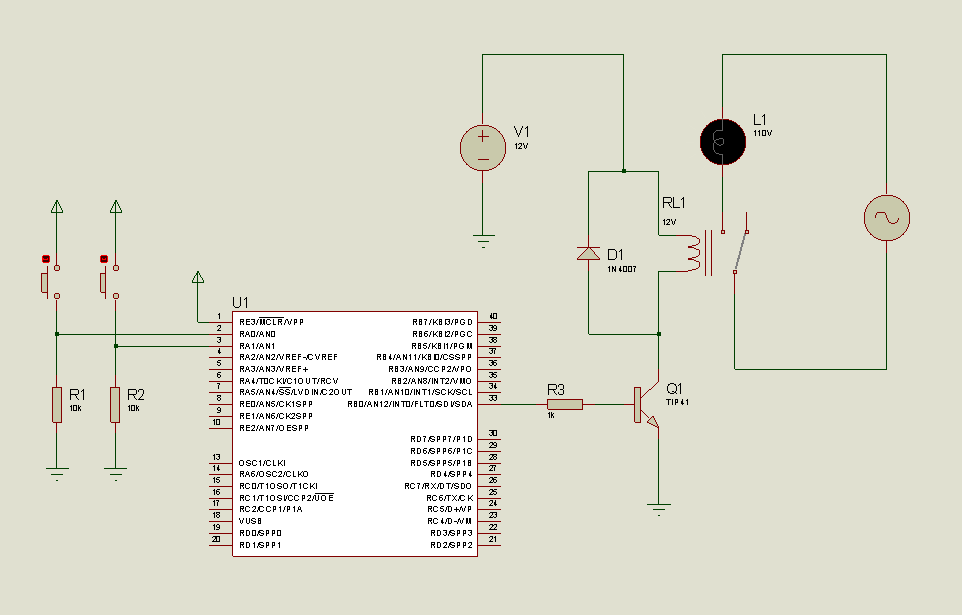 V1
12V
L1
110V
RL1
12V
D1
1N4007
U1
1 RE3/MCLR/VPP RB7/KBI3/PGD 40
2 RA0/AN0 RB6/KBI2/PGC 39
3 RA1/AN1 RB5/KBI1/PGM 38
4 RA2/AN2/VREF-/CVREF RB4/AN11/KBI0/CSSPP 37
5 RA3/AN3/VREF+ RB3/AN9/CCP2/VPO 36
6 RA4/T0CKI/C1OUT/RCV RB2/AN8/INT2/VMO 35
7 RA5/AN4/SS/LVDIN/C2OUT RB1/AN10/INT1/SCK/SCL 34
8 RE0/AN5/CK1SPP RB0/AN12/INT0/FLT0/SDI/SDA 33
9 RE1/AN6/CK2SPP
10 RE2/AN7/OESPP
RD7/SPP7/P1D 30
RD6/SPP6/P1C 29
13 OSC1/CLKI RD5/SPP5/P1B 28
14 RA6/OSC2/CLKO RD4/SPP4 27
15 RC0/T1OSO/T1CKI RC7/RX/DT/SDO 26
16 RC1/T1OSI/CCP2/UOE RC6/TX/CK 25
17 RC2/CCP1/P1A RC5/D+/VP 24
18 VUSB RC4/D-/VM 23
19 RD0/SPP0 RD3/SPP3 22
20 RD1/SPP1 RD2/SPP2 21
R1
10k
R2
10k
R3
1k
Q1
TIP41